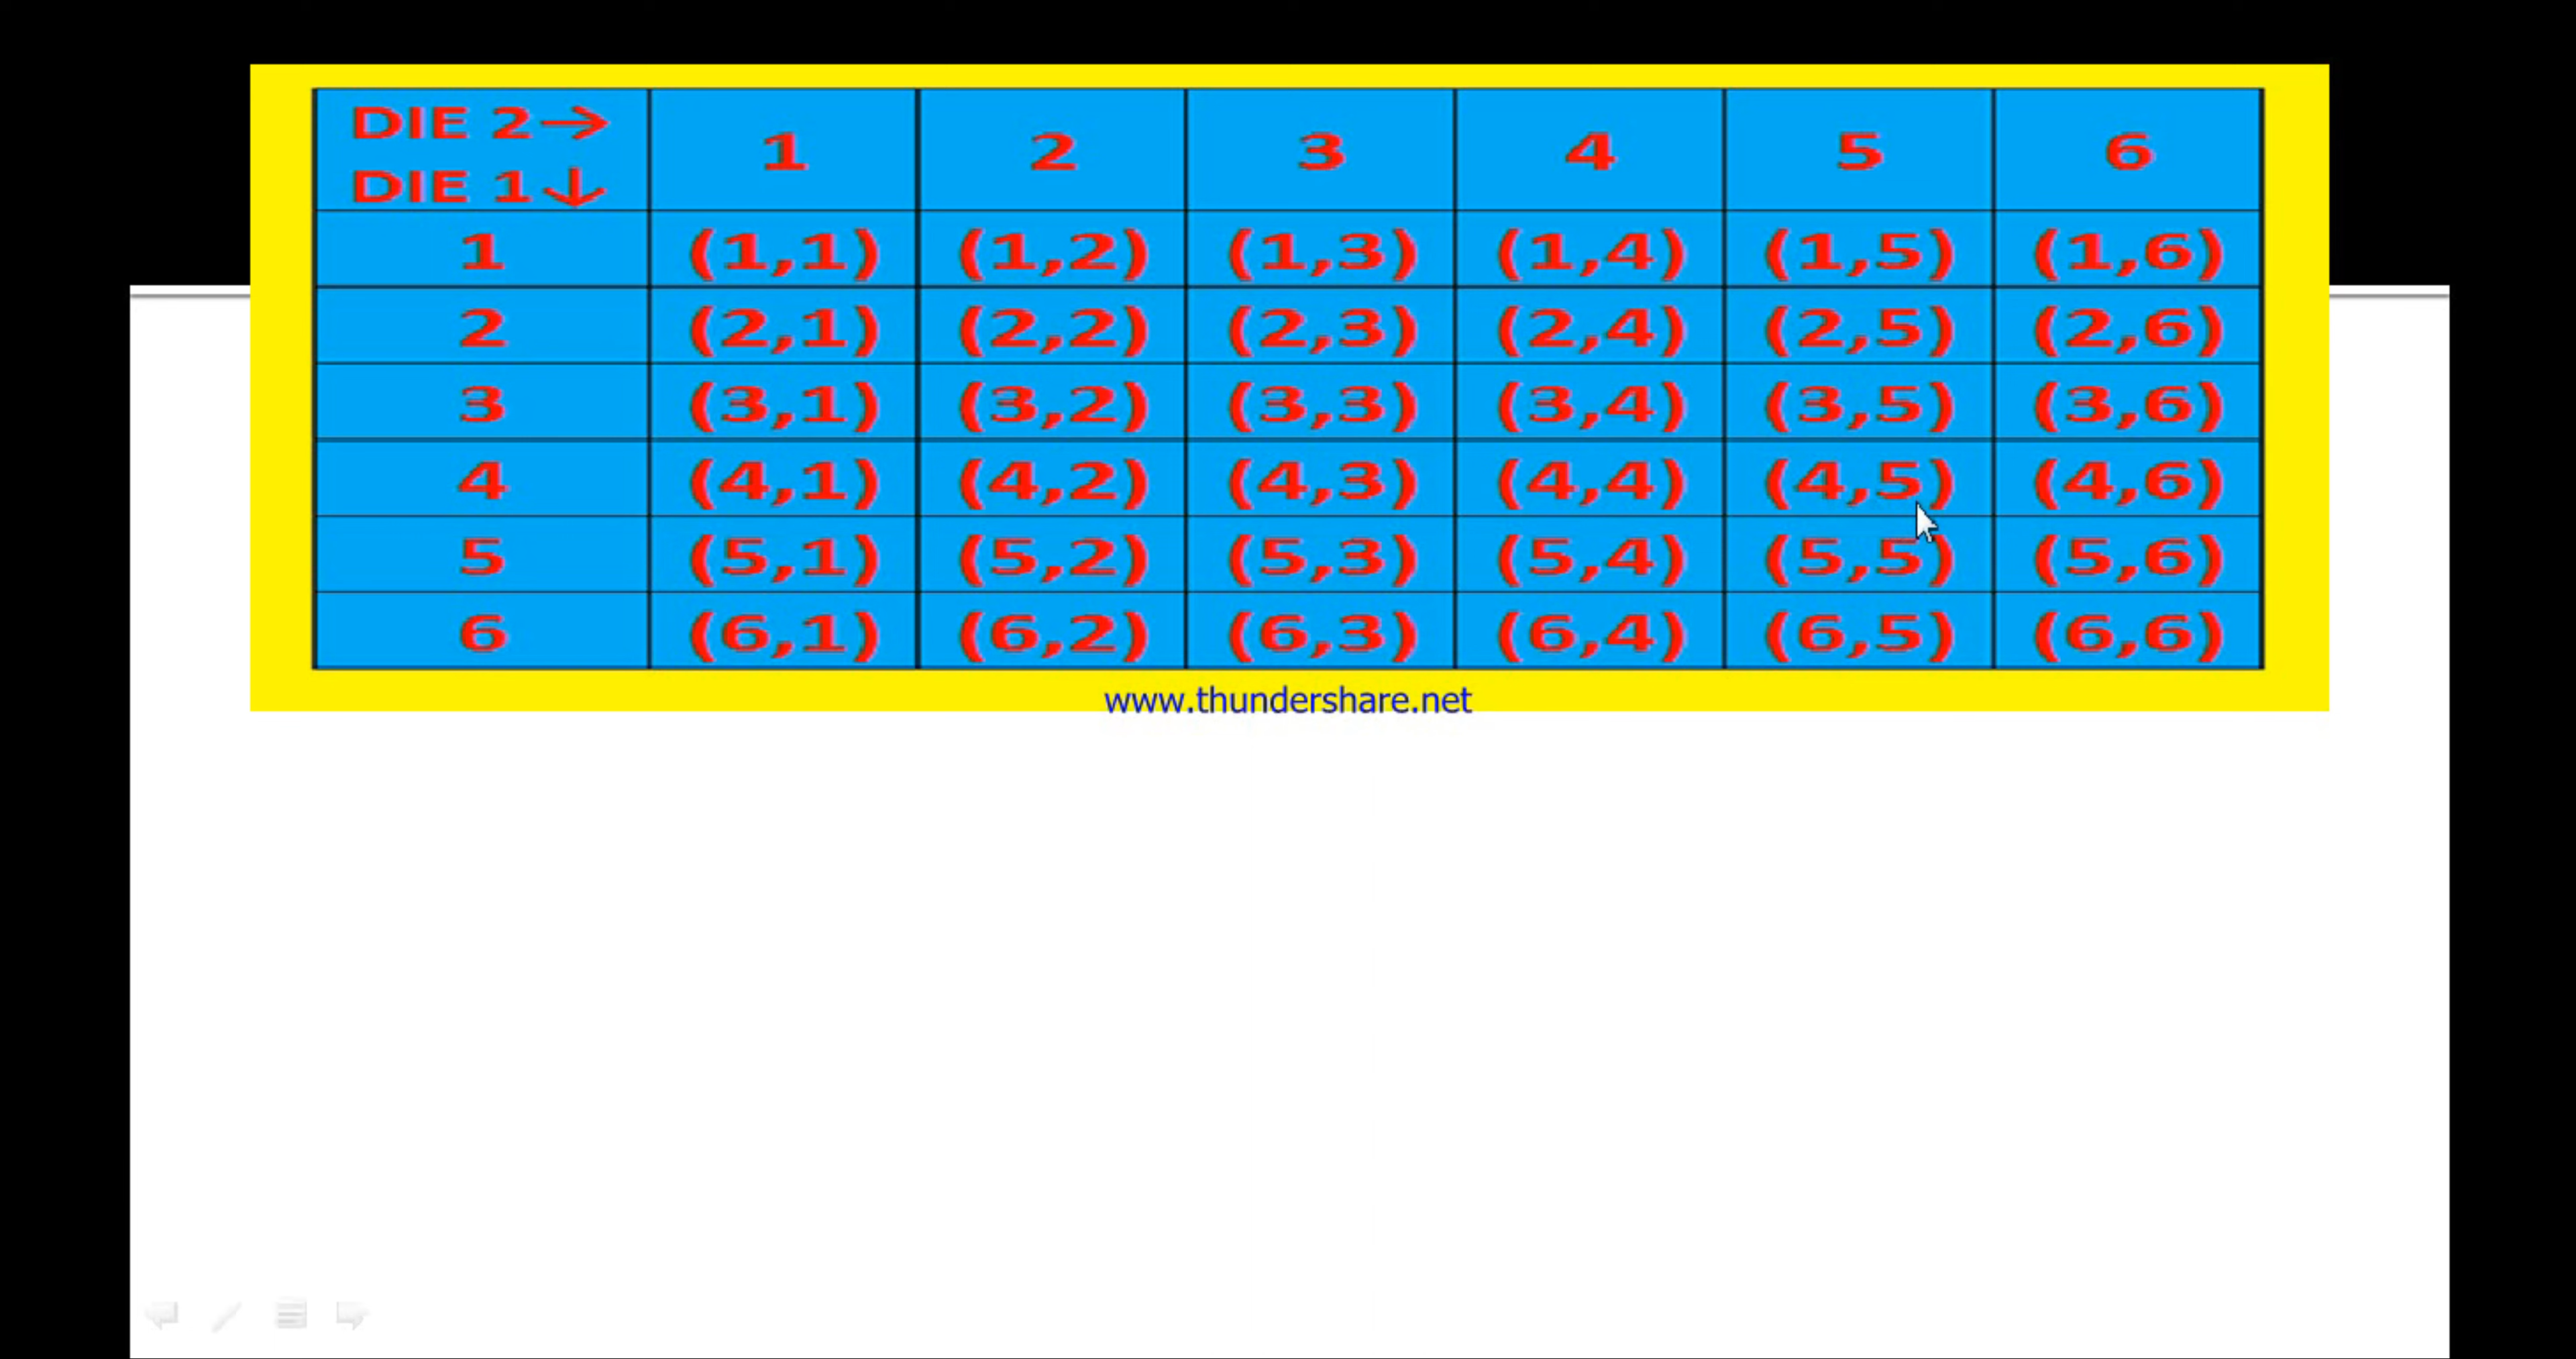 DIE 2→ 1 2 3 4 5 6
DIE 1↓
1 (1,1) (1,2) (1,3) (1,4) (1,5) (1,6)
2 (2,1) (2,2) (2,3) (2,4) (2,5) (2,6)
3 (3,1) (3,2) (3,3) (3,4) (3,5) (3,6)
4 (4,1) (4,2) (4,3) (4,4) (4,5) (4,6)
5 (5,1) (5,2) (5,3) (5,4) (5,5) (5,6)
6 (6,1) (6,2) (6,3) (6,4) (6,5) (6,6)
www.thundershare.net